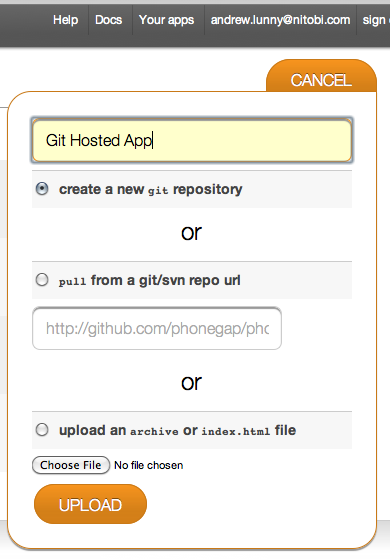 Help Docs Your apps andrew.lunny@nitobi.com sign
CANCEL
Git Hosted App
create a new git repository
or
pull from a git/svn repo url
http://github.com/phonegap/pho
or
upload an archive or index.html file
Choose File No file chosen
UPLOAD